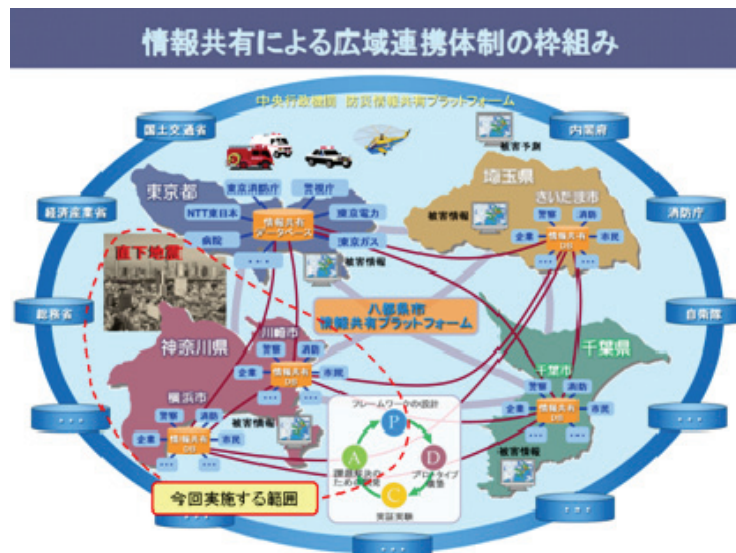 情報共有による広域連携体制の枠組み
中央行政機関 防災情報共有プラットフォーム
国土交通省
内閣府
被害予測
経済産業省
消防庁
総務省
自衛隊
・・・
・・・
・・・
・・・
・・・
東京都
東京消防庁
警視庁
NTT東日本
情報共有
データベース
東京電力
病院
東京ガス
・・・
被害情報
埼玉県
さいたま市
被害情報
警察
消防
企業
情報共有
DB
市民
・・・
・・・
直下地震
八都県市
情報共有プラットフォーム
神奈川県
川崎市
警察
消防
企業
情報共有
DB
市民
・・・
・・・
横浜市
警察
消防
企業
情報共有
DB
市民
・・・
・・・
被害情報
千葉県
千葉市
警察
消防
企業
情報共有
DB
市民
・・・
・・・
被害情報
フレームワークの設計
P
A
D
課題解決の
ための開発
プロトタイプ
構築
C
実証実験
今回実施する範囲